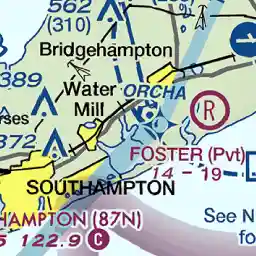 562
(310)
Bridgehampton
389
Water
Mill
ORCHA
R
rses
372
FOSTER (Pvt)
14 - 19
SOUTHAMPTON
HAMPTON (87N)
5 122.9 C
See N
fo